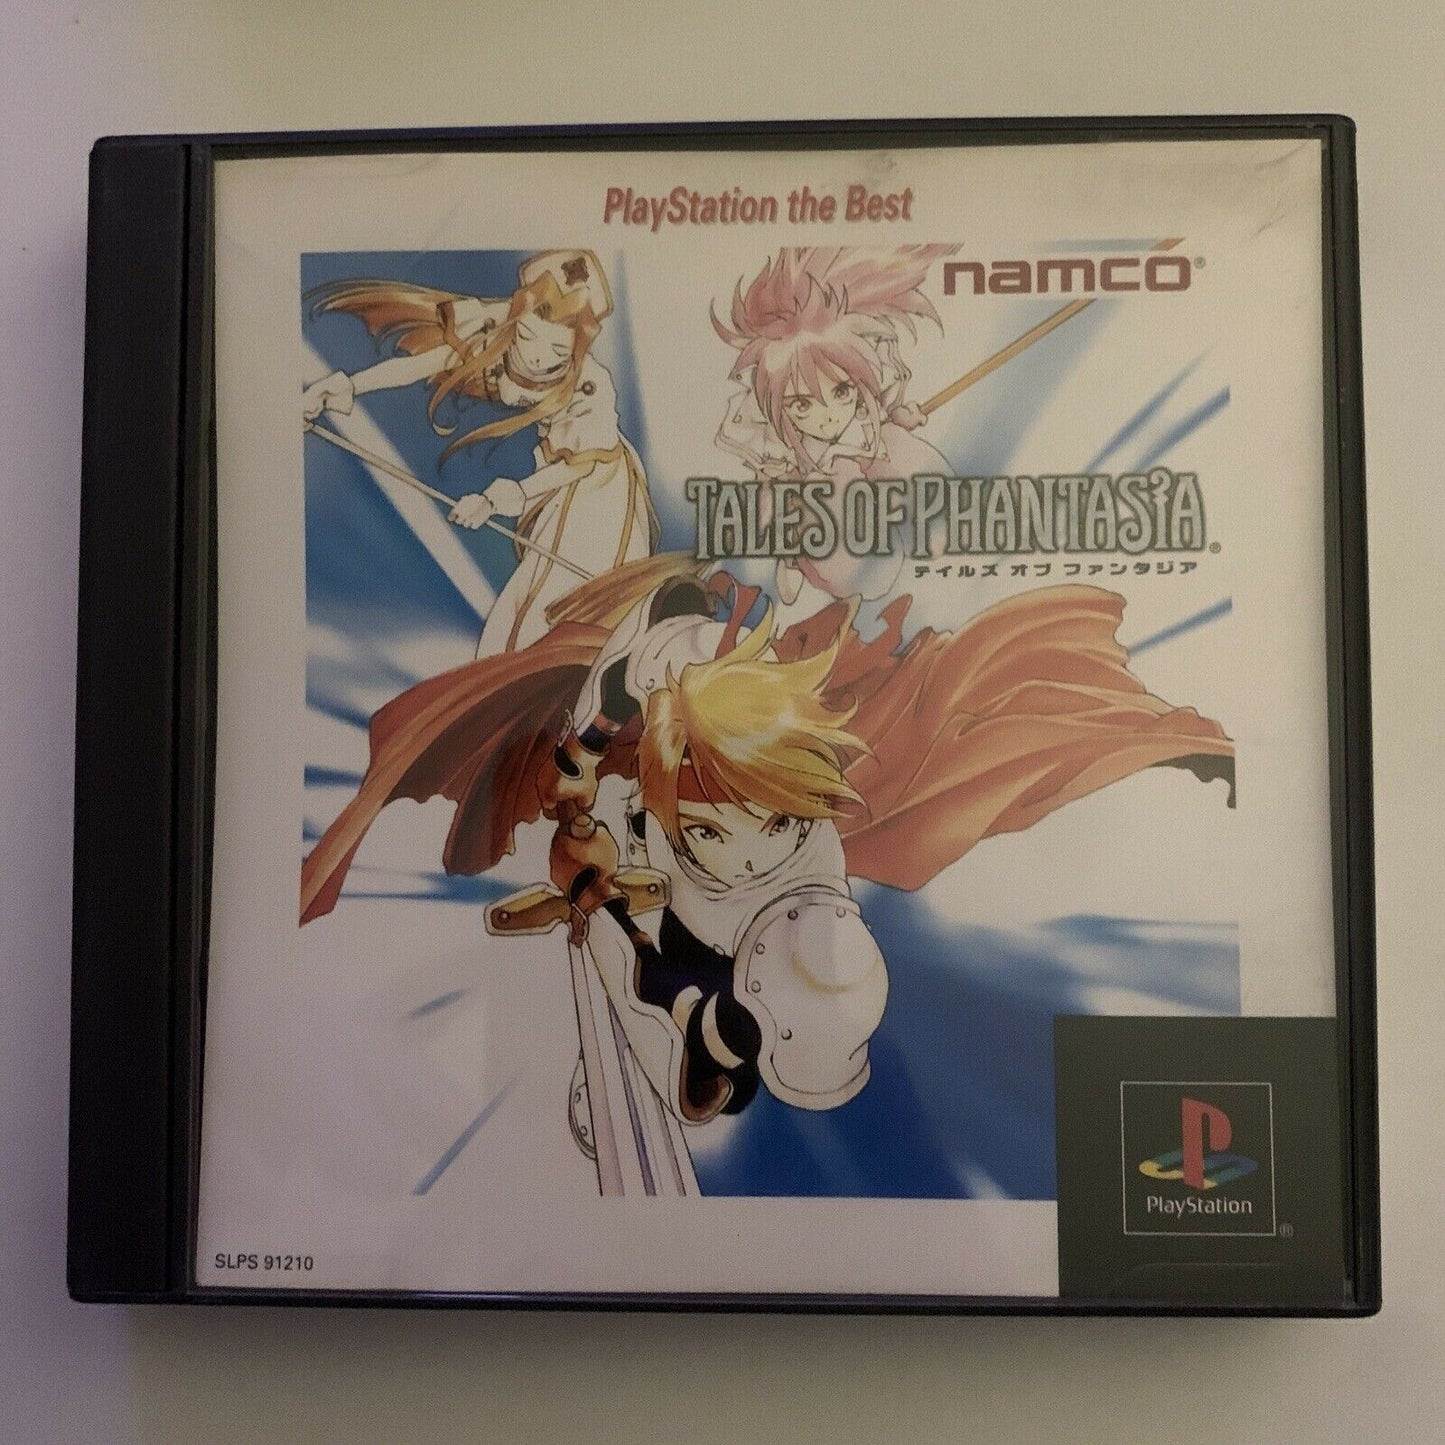 PlayStation the Best
namco®
TALES OF PHANTASIA®
テイルズ オブ ファンタジア
PlayStation
®
SLPS 91210